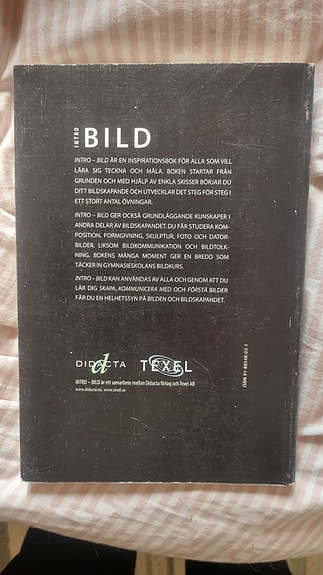 INTRO
BILD
INTRO – BILD ÄR EN INSPIRATIONSBOK FÖR ALLA SOM VILL
LÄRA SIG TECKNA OCH MÅLA. BOKEN STARTAR FRÅN
GRUNDEN OCH MED HJÄLP AV ENKLA SKISSER BÖRJAR DU
DITT BILDSKAPANDE OCH UTVECKLAR DET STEG FÖR STEG I
ETT STORT ANTAL ÖVNINGAR.
INTRO – BILD GER OCKSÅ GRUNDLÄGGANDE KUNSKAPER I
ANDRA DELAR AV BILDSKAPANDET. DU FÅR STUDERA KOM-
POSITION, FORMGIVNING, SKULPTUR, FOTO OCH DATOR-
BILDER, LIKSOM BILDKOMMUNIKATION OCH BILDTOLK-
NING. BOKENS MÅNGA MOMENT GER EN BREDD SOM
TÄCKER IN GYMNASIESKOLANS BILDKURS.
INTRO – BILD KAN ANVÄNDAS AV ALLA OCH GENOM ATT DU
LÄR DIG SKAPA, KOMMUNICERA MED OCH FÖRSTÅ BILDER
FÅR DU EN HELHETSSYN PÅ BILDEN OCH BILDSKAPANDET.
DIDACTA d TEXEL
INTRO – BILD är ett samarbete mellan Didacta förlag och Texel AB
www.didacta.nu www.texel.se
ISBN 91-88548-03-1